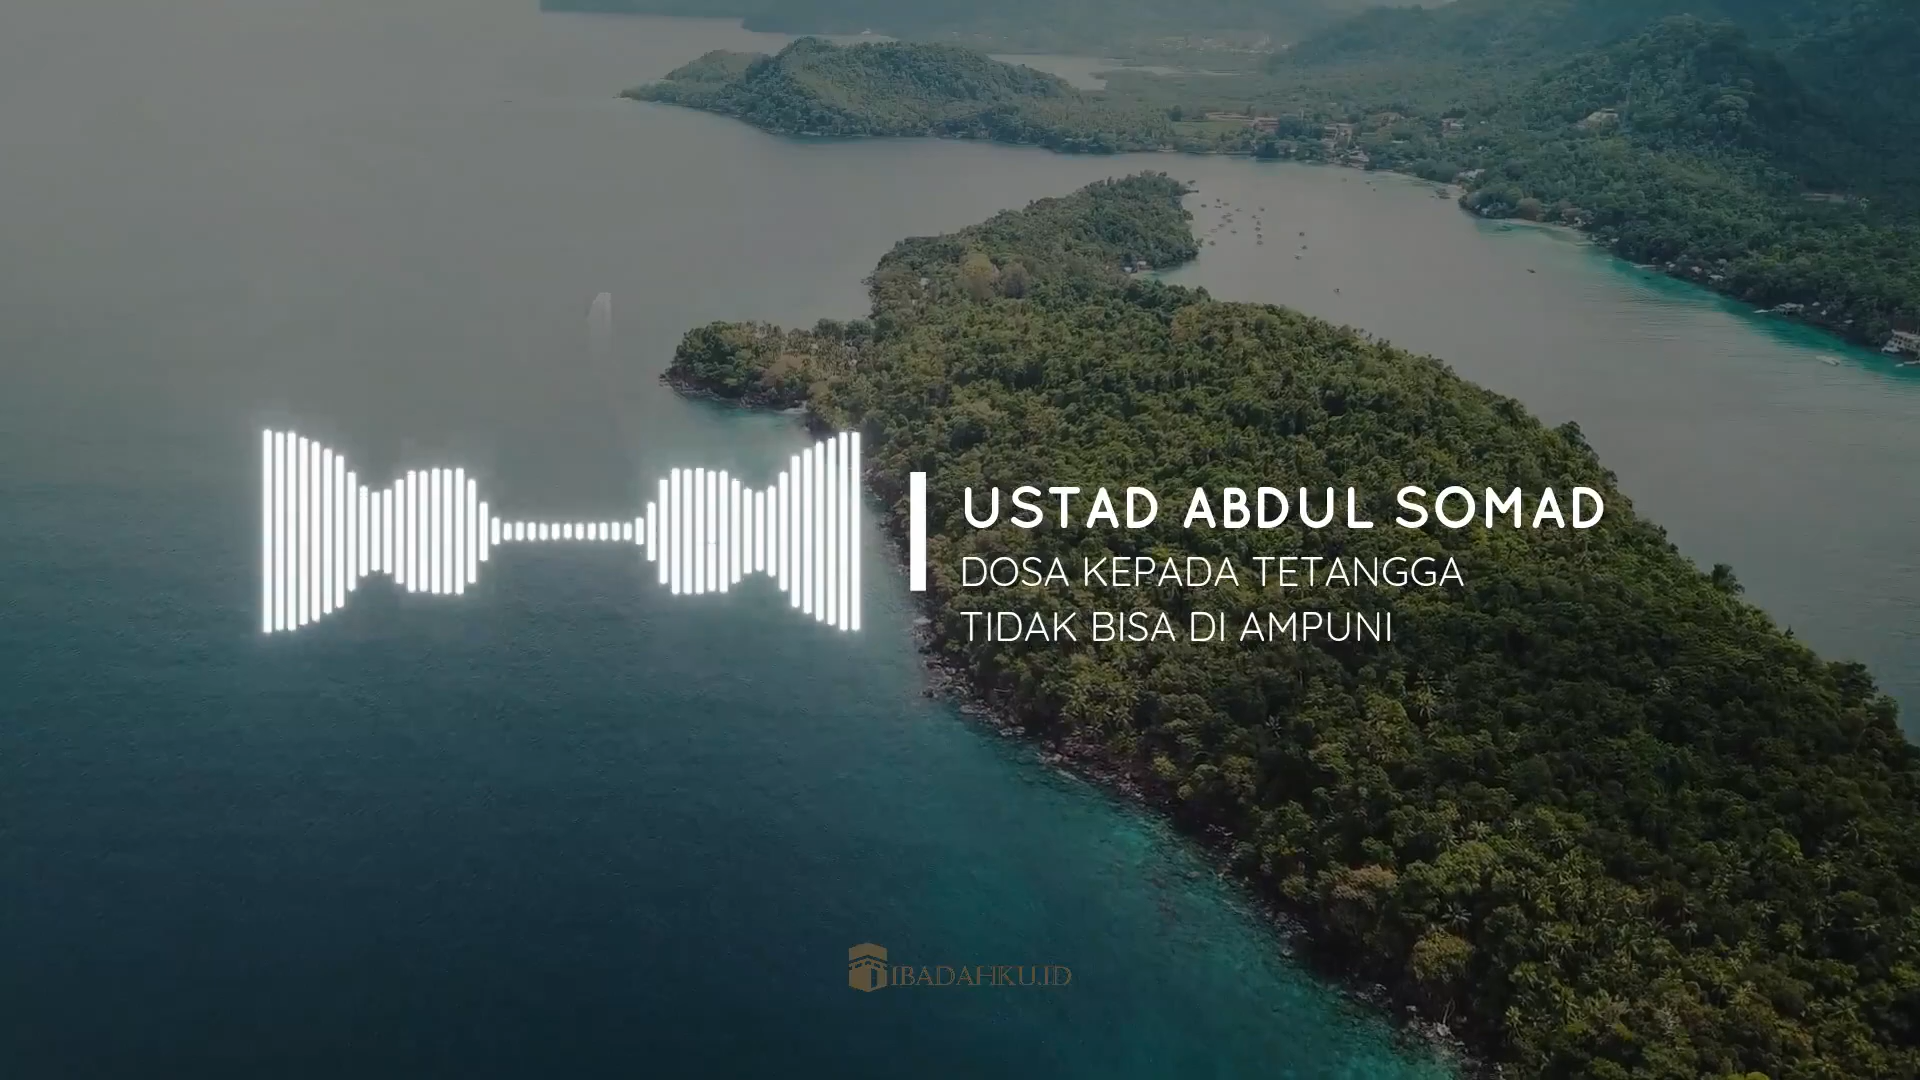 USTAD ABDUL SOMAD
DOSA KEPADA TETANGGA
TIDAK BISA DI AMPUNI
IBADAHKU.ID